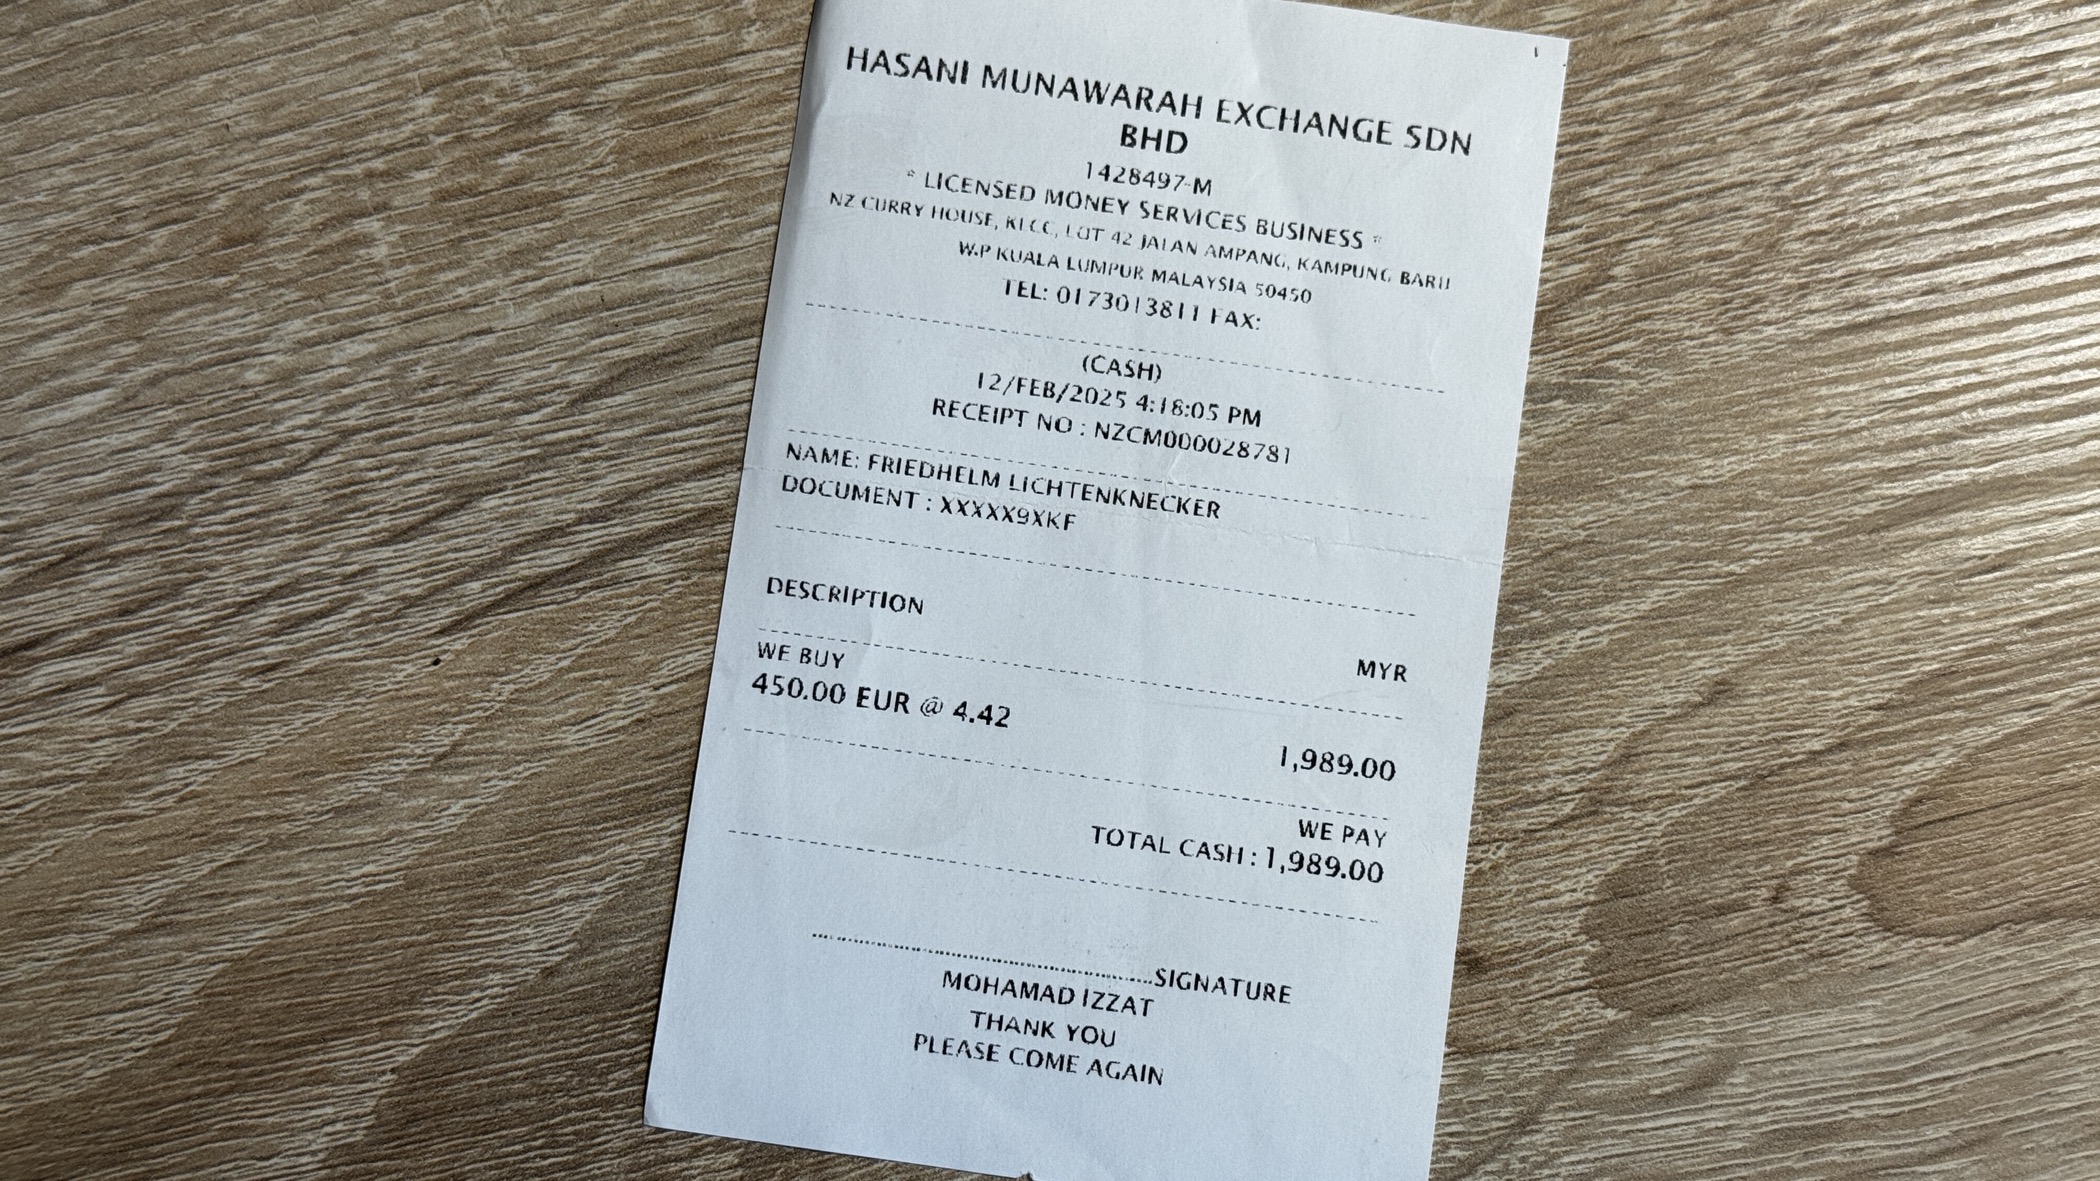 HASANI MUNAWARAH EXCHANGE SDN
BHD
1428497-M
* LICENSED MONEY SERVICES BUSINESS *
NZ CURRY HOUSE, KLCC, LOT 42 JALAN AMPANG, KAMPUNG BARU
W.P KUALA LUMPUR MALAYSIA 50450
TEL: 0173013811 FAX:
(CASH)
12/FEB/2025 4:18:05 PM
RECEIPT NO : NZCM000028781
NAME: FRIEDHELM LICHTENKNECKER
DOCUMENT : XXXXX9XKF
DESCRIPTION
MYR
WE BUY
450.00 EUR @ 4.42
1,989.00
WE PAY
TOTAL CASH : 1,989.00
SIGNATURE
MOHAMAD IZZAT
THANK YOU
PLEASE COME AGAIN